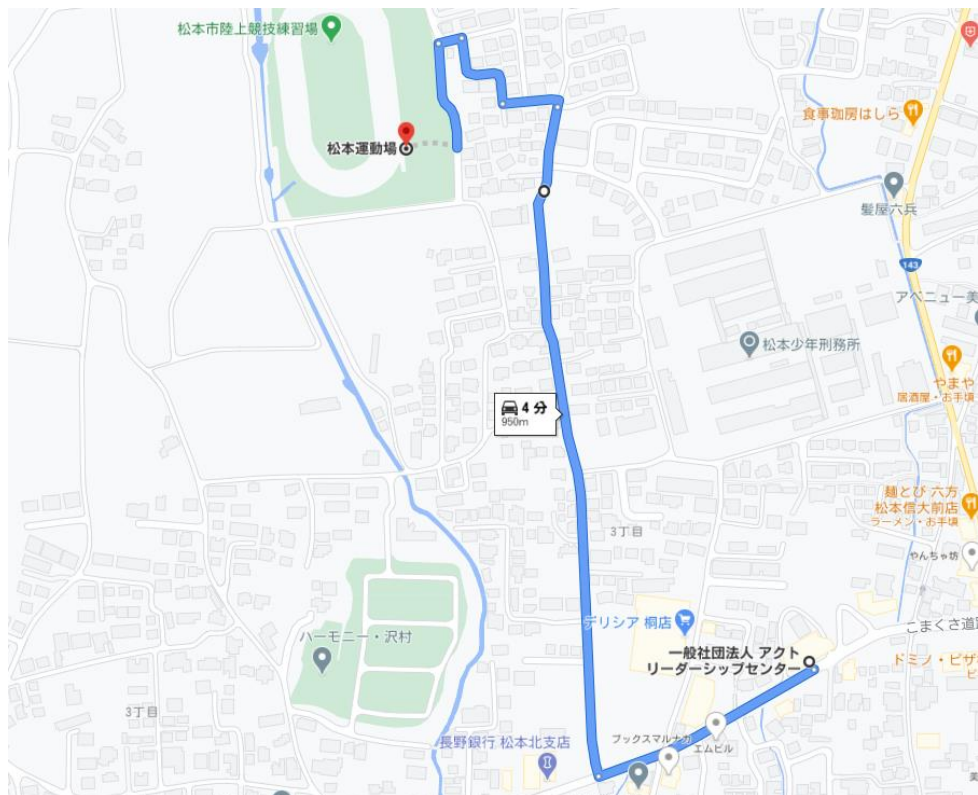 松本市陸上競技練習場
食事珈房はしら
松本運動場
髪屋六兵
143
アベニュー美
松本少年刑務所
やまや
居酒屋・お手頃
4 分
950m
麺とび 六方
松本信大前店
ラーメン・お手頃
3丁目
やんちゃ坊
デリシア 桐店
こまくさ道路
一般社団法人 アクト
リーダーシップセンター
ハーモニー・沢村
ドミノ・ピザ
ピ
3丁目
長野銀行 松本北支店
ブックスマルナカ
エムビル